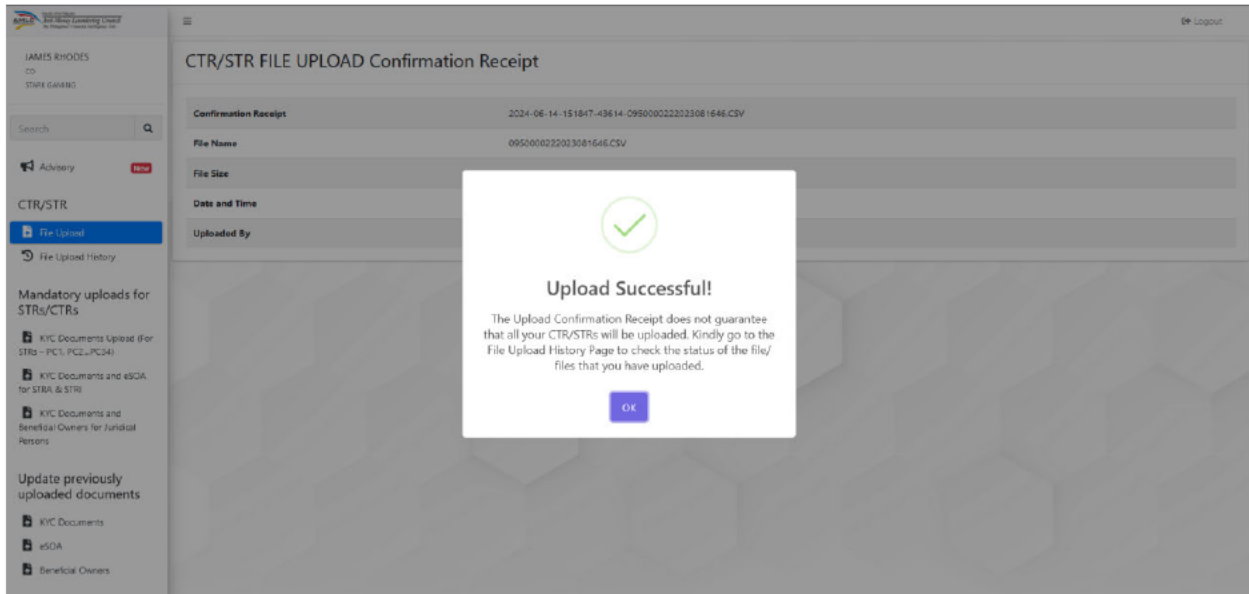 AMLC
Anti-Money Laundering Council
Logout
JAMES RHODES
CO
STARK GAMING
CTR/STR FILE UPLOAD Confirmation Receipt
Search
Confirmation Receipt 2024-06-14-151847-43614-0950000222023081646.CSV
File Name 0950000222023081646.CSV
Advisory New
File Size
CTR/STR
Date and Time
File Upload
Uploaded By
File Upload History
Upload Successful!
The Upload Confirmation Receipt does not guarantee
that all your CTR/STRs will be uploaded. Kindly go to the
File Upload History Page to check the status of the file/
files that you have uploaded.
OK
Mandatory uploads for
STRs/CTRs
KYC Documents Upload (For
STRs – PC1, PC2...PC34)
KYC Documents and eSOA
for STRA & STRI
KYC Documents and
Beneficial Owners for Juridical
Persons
Update previously
uploaded documents
KYC Documents
eSOA
Beneficial Owners